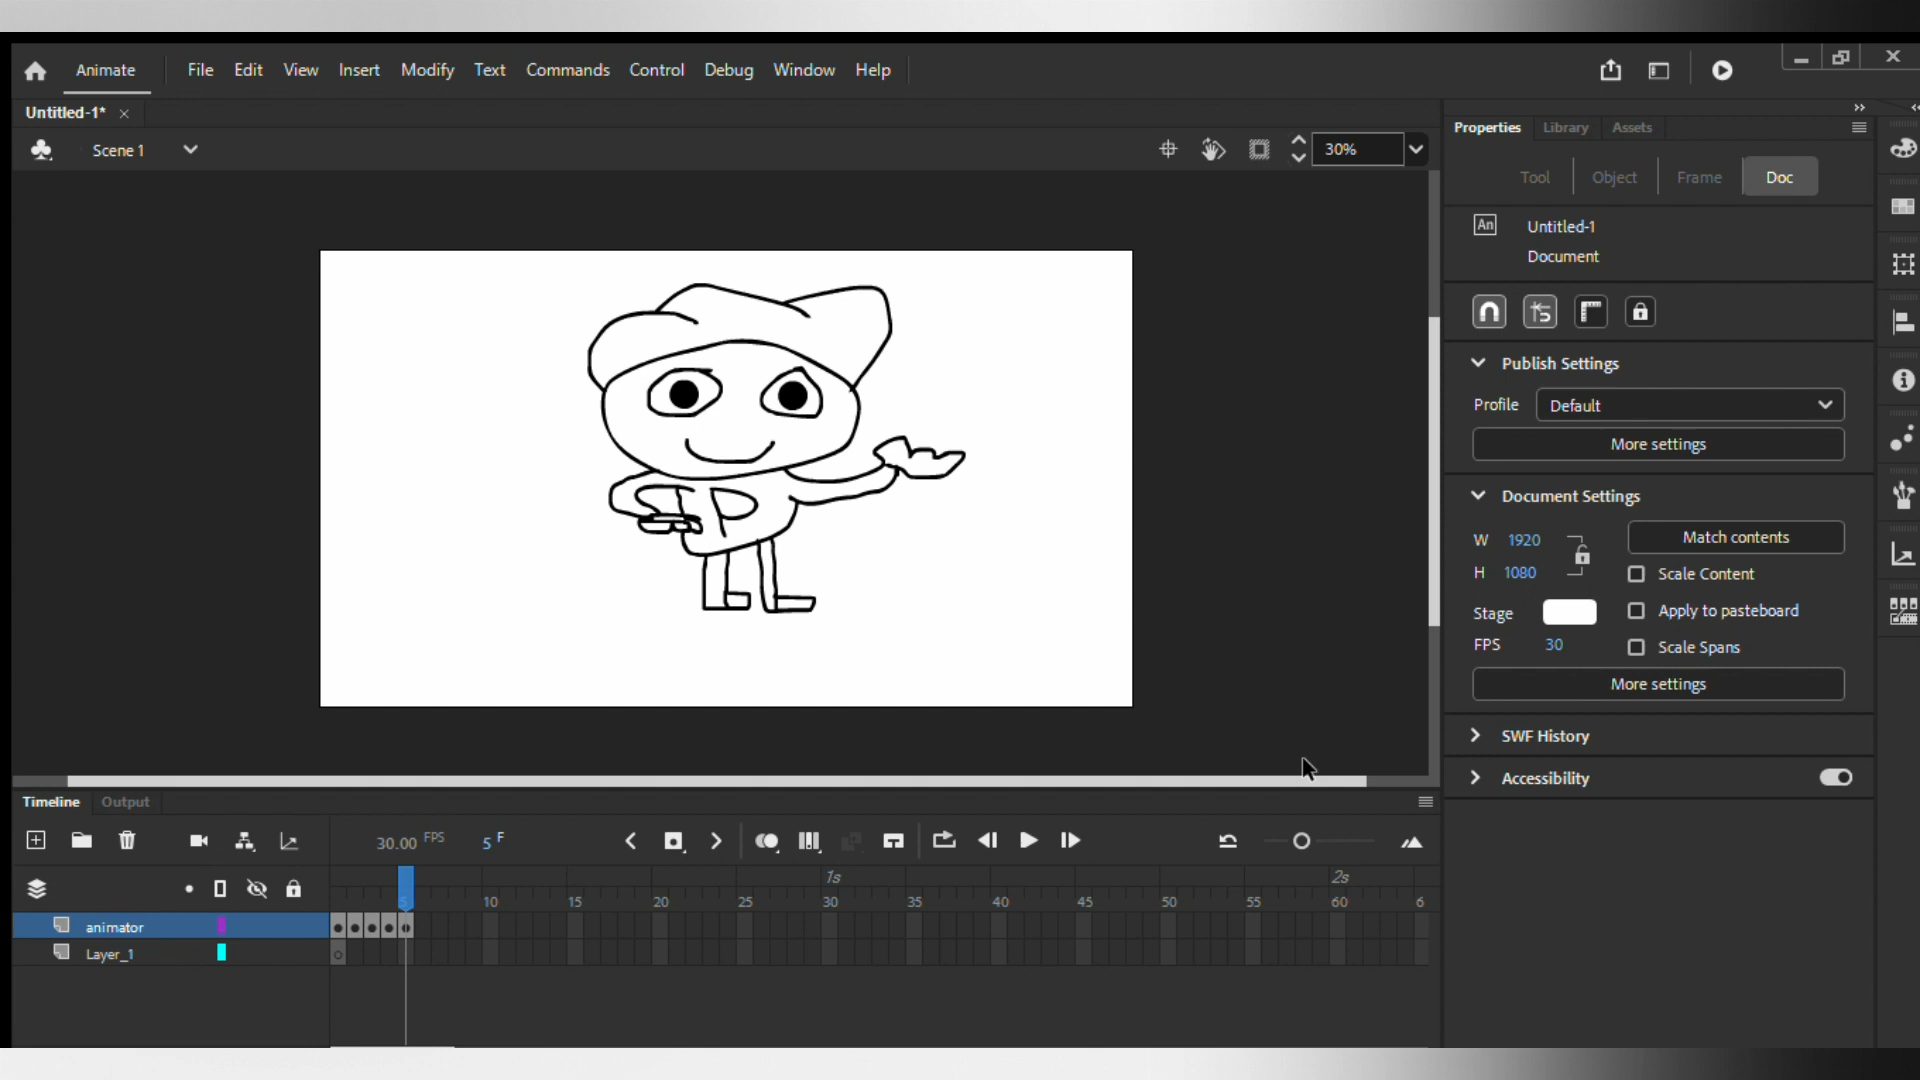 Animate File Edit View Insert Modify Text Commands Control Debug Window Help
Untitled-1*
Scene 1 30%
Properties Library Assets
Tool Object Frame Doc
An Untitled-1
Document
Publish Settings
Profile Default
More settings
Document Settings
W 1920 Match contents
H 1080 Scale Content
Stage Apply to pasteboard
FPS 30 Scale Spans
More settings
SWF History
Accessibility
P
Timeline Output
30.00 FPS 5 F
1s 2s
5 10 15 20 25 30 35 40 45 50 55 60 6
animator
Layer_1